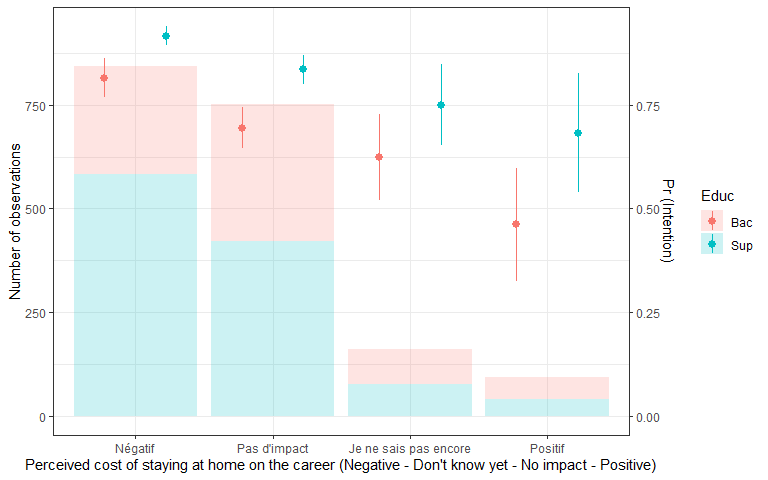 Number of observations
750
500
250
0
0.75
0.50
0.25
0.00
Pr (Intention)
Négatif
Pas d'impact
Je ne sais pas encore
Positif
Perceived cost of staying at home on the career (Negative - Don't know yet - No impact - Positive)
Educ
Bac
Sup